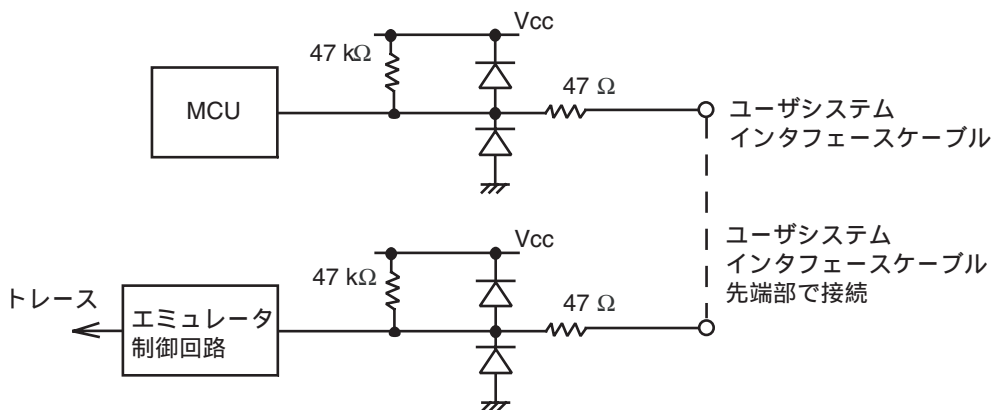 Vcc
47 kΩ
47 Ω
MCU
ユーザシステム
インタフェースケーブル
Vcc
ユーザシステム
インタフェースケーブル
先端部で接続
47 kΩ
47 Ω
トレース
エミュレータ
制御回路